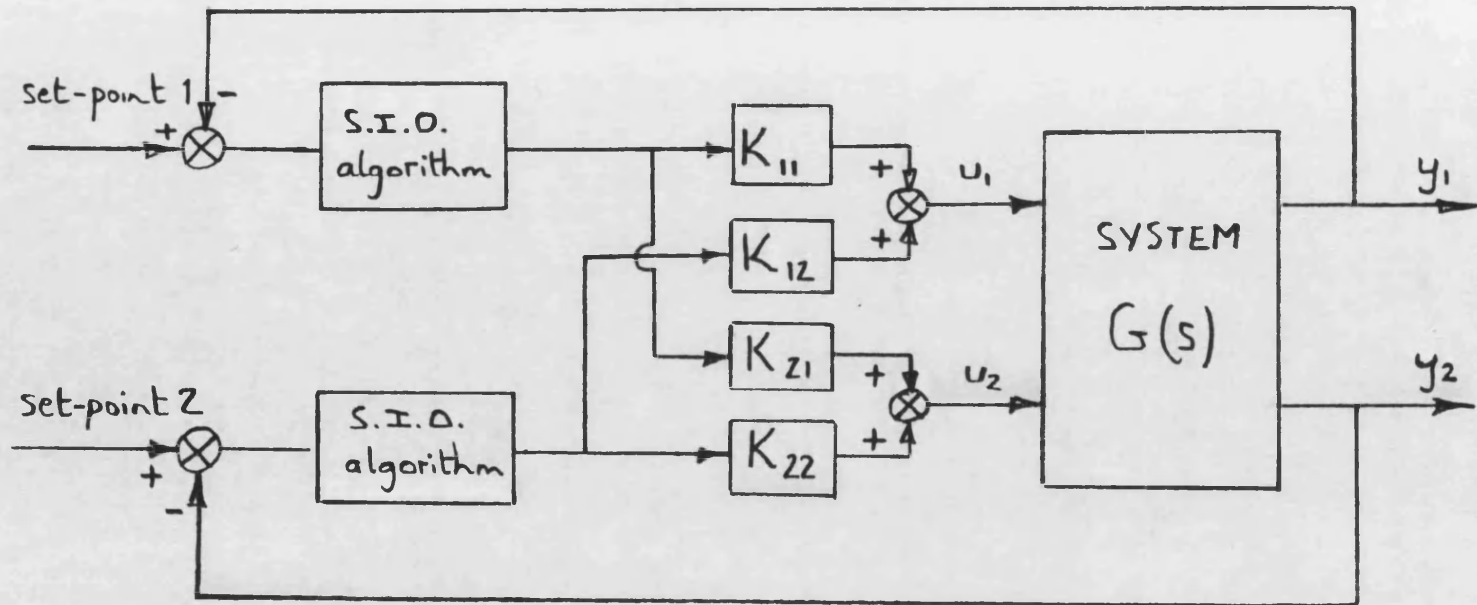 set-point 1
-
+
S.I.O.
algorithm
K11
+
u1
+
K12
SYSTEM
G(s)
y1
K21
+
u2
+
K22
y2
set-point 2
+
-
S.I.O.
algorithm